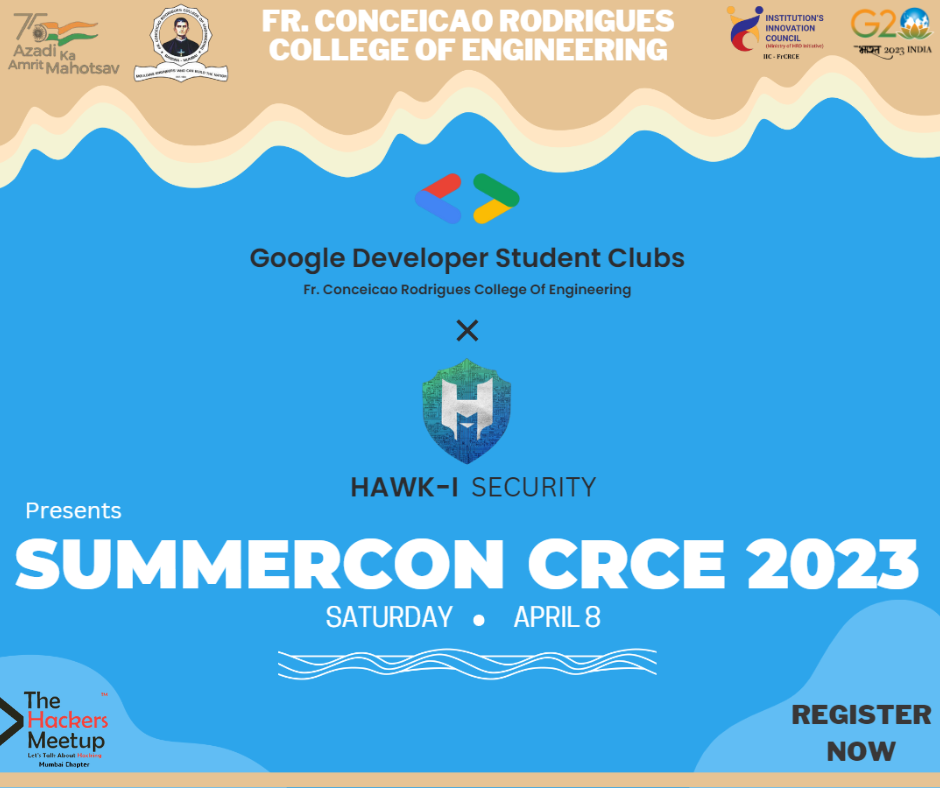 75
Azadi
Ka
Amrit Mahotsav
FR. CONCEICAO RODRIGUES
COLLEGE OF ENGINEERING
INSTITUTION'S
INNOVATION
COUNCIL
(Ministry of HRD Initiative)
IIC - FrCRCE
G20
भारत 2023 INDIA
Google Developer Student Clubs
Fr. Conceicao Rodrigues College Of Engineering
×
H
HAWK-I SECURITY
Presents
SUMMERCON CRCE 2023
SATURDAY • APRIL 8
The
Hackers
Meetup
Let's Talk About Hacking
Mumbai Chapter
REGISTER
NOW